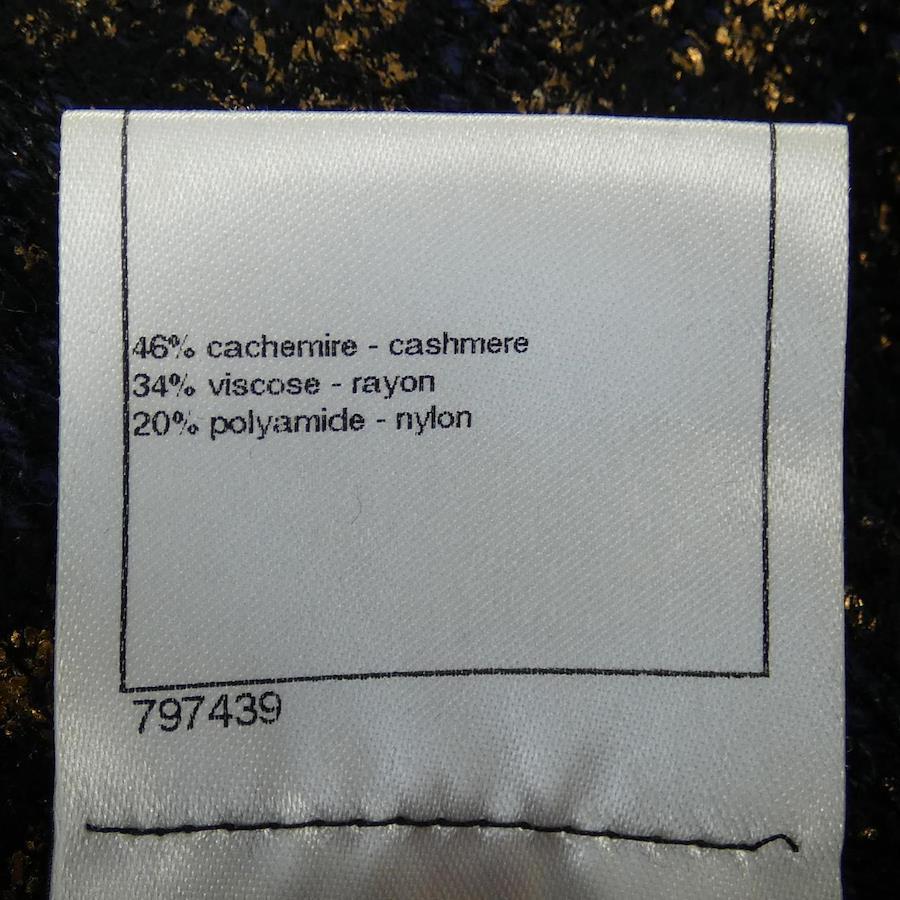 46% cachemire - cashmere
34% viscose - rayon
20% polyamide - nylon
797439